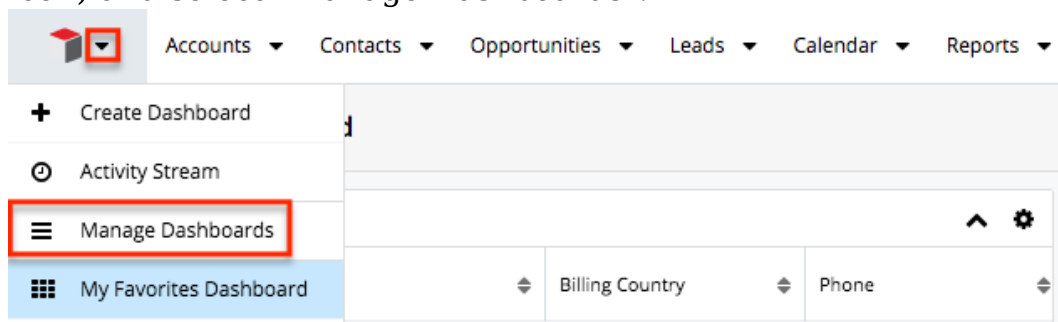 Accounts Contacts Opportunities Leads Calendar Reports
Create Dashboard
Activity Stream
Manage Dashboards
My Favorites Dashboard
Billing Country Phone